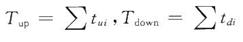 T_up = ∑ t_ui , T_down = ∑ t_di